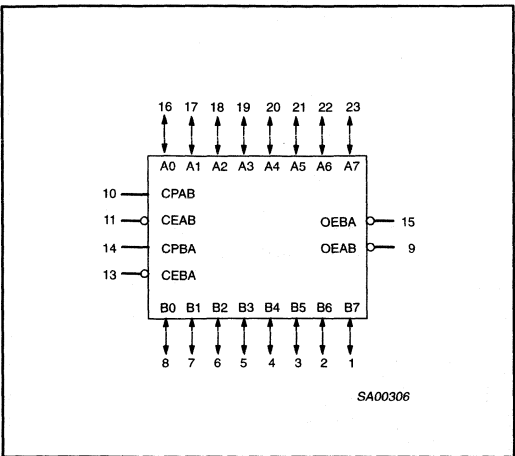 16 17 18 19 20 21 22 23
A0 A1 A2 A3 A4 A5 A6 A7
10 CPAB
11 CEAB OEBA 15
14 CPBA OEAB 9
13 CEBA
B0 B1 B2 B3 B4 B5 B6 B7
8 7 6 5 4 3 2 1
SA00306